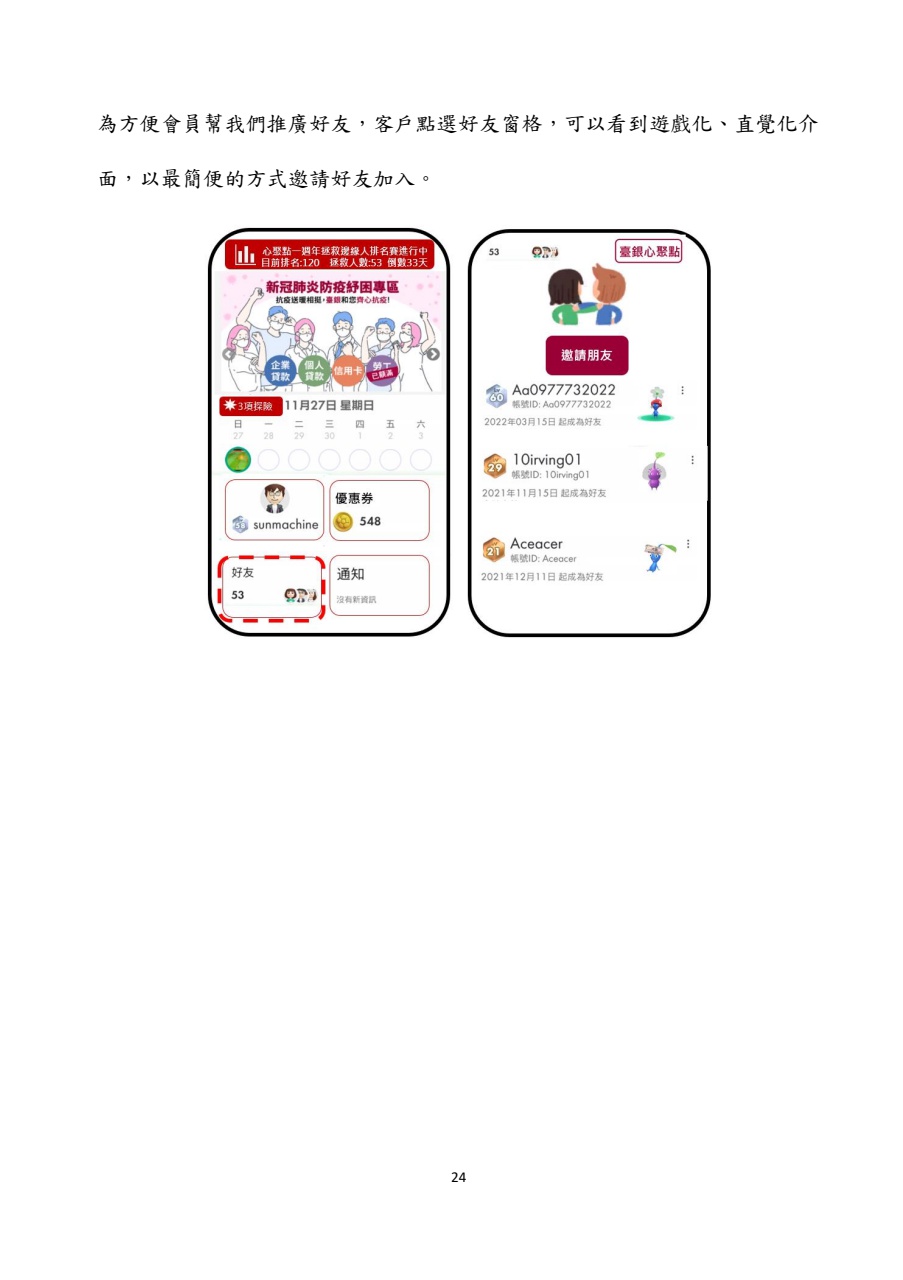 為方便會員幫我們推廣好友，客戶點選好友窗格，可以看到遊戲化、直覺化介
面，以最簡便的方式邀請好友加入。
心聚點一週年拯救邊緣人排名賽進行中
目前排名:120 拯救人數:53 倒數33天
新冠肺炎防疫紓困專區
抗疫送暖相挺，臺銀和您齊心抗疫!
企業貸款
個人貸款
信用卡
勞工
已額滿
3項探險
11月27日 星期日
日 一 二 三 四 五 六
27 28 29 30 1 2 3
58 sunmachine
優惠券
548
好友
53
通知
沒有新資訊
53
臺銀心聚點
邀請朋友
60 Aa0977732022
帳號ID: Aa0977732022
2022年03月15日 起成為好友
29 10irving01
帳號ID: 10irving01
2021年11月15日 起成為好友
21 Aceacer
帳號ID: Aceacer
2021年12月11日 起成為好友
24